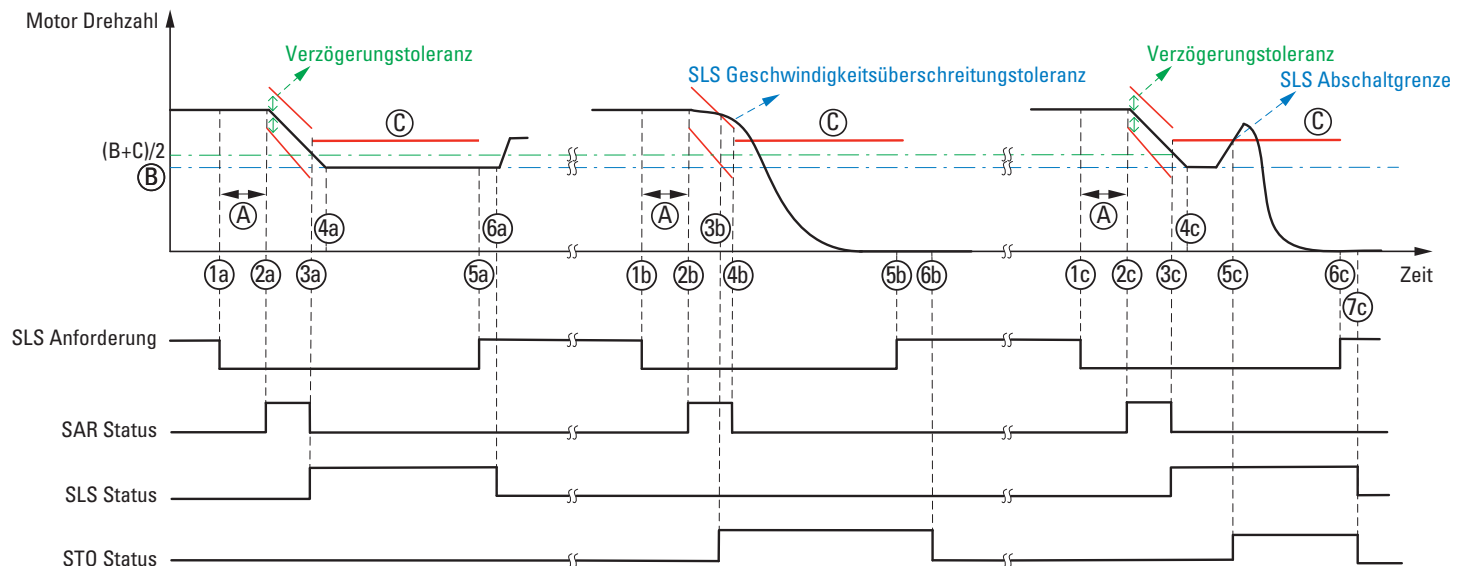 Motor Drehzahl
Verzögerungstoleranz
SLS Geschwindigkeitsüberschreitungstoleranz
Verzögerungstoleranz
SLS Abschaltgrenze
C
C
C
(B+C)/2
B
A
4a
6a
A
3b
A
4c
1a
2a
3a
5a
1b
2b
4b
5b
6b
1c
2c
3c
5c
6c
Zeit
7c
SLS Anforderung
SAR Status
SLS Status
STO Status